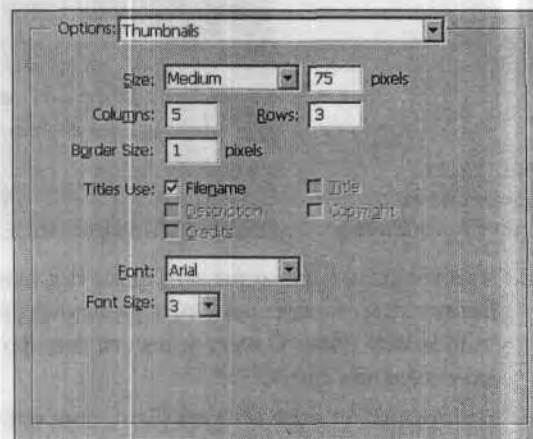 Options: Thumbnails
Size: Medium 75 pixels
Columns: 5 Rows: 3
Border Size: 1 pixels
Titles Use: Filename Title
Description Copyright
Credits
Font: Arial
Font Size: 3